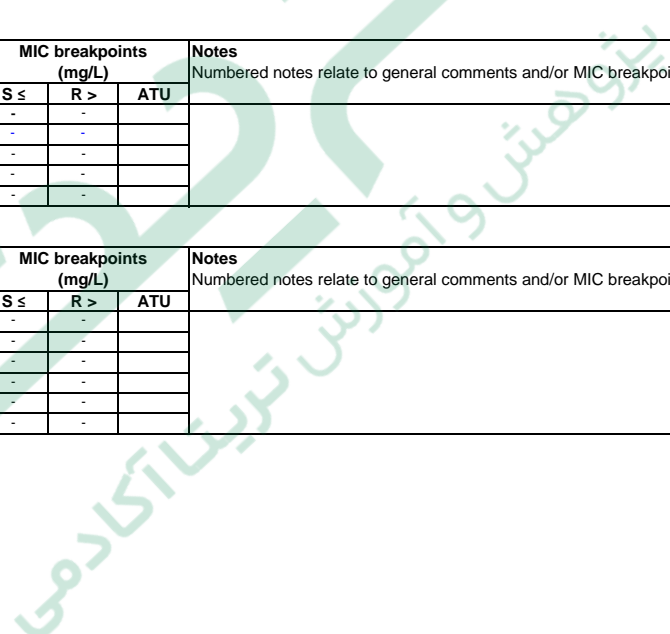 MIC breakpoints
(mg/L)
Notes
Numbered notes relate to general comments and/or MIC breakpoi
S ≤ R > ATU
- -
- -
- -
- -
- -
MIC breakpoints
(mg/L)
Notes
Numbered notes relate to general comments and/or MIC breakpoi
S ≤ R > ATU
- -
- -
- -
- -
- -
- -
پژوهش و آموزش تریتا آکادمی